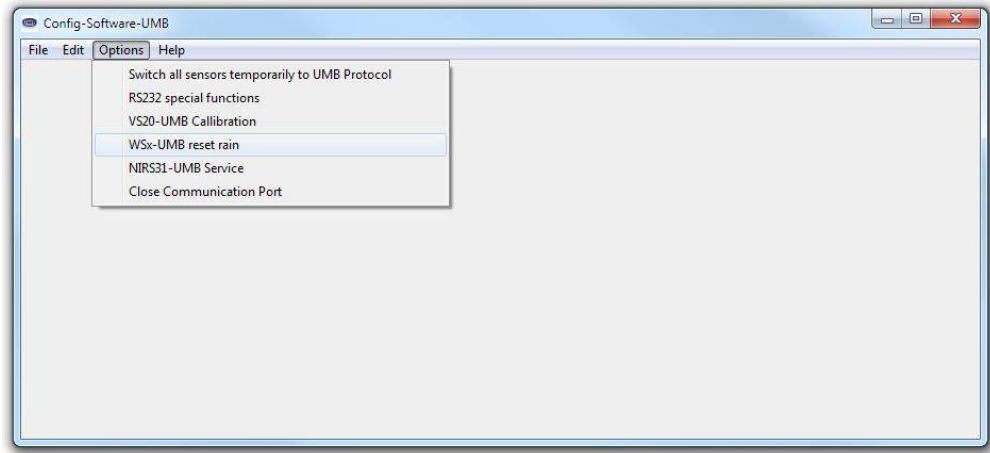 Config-Software-UMB
File Edit Options Help
Switch all sensors temporarily to UMB Protocol
RS232 special functions
VS20-UMB Callibration
WSx-UMB reset rain
NIRS31-UMB Service
Close Communication Port